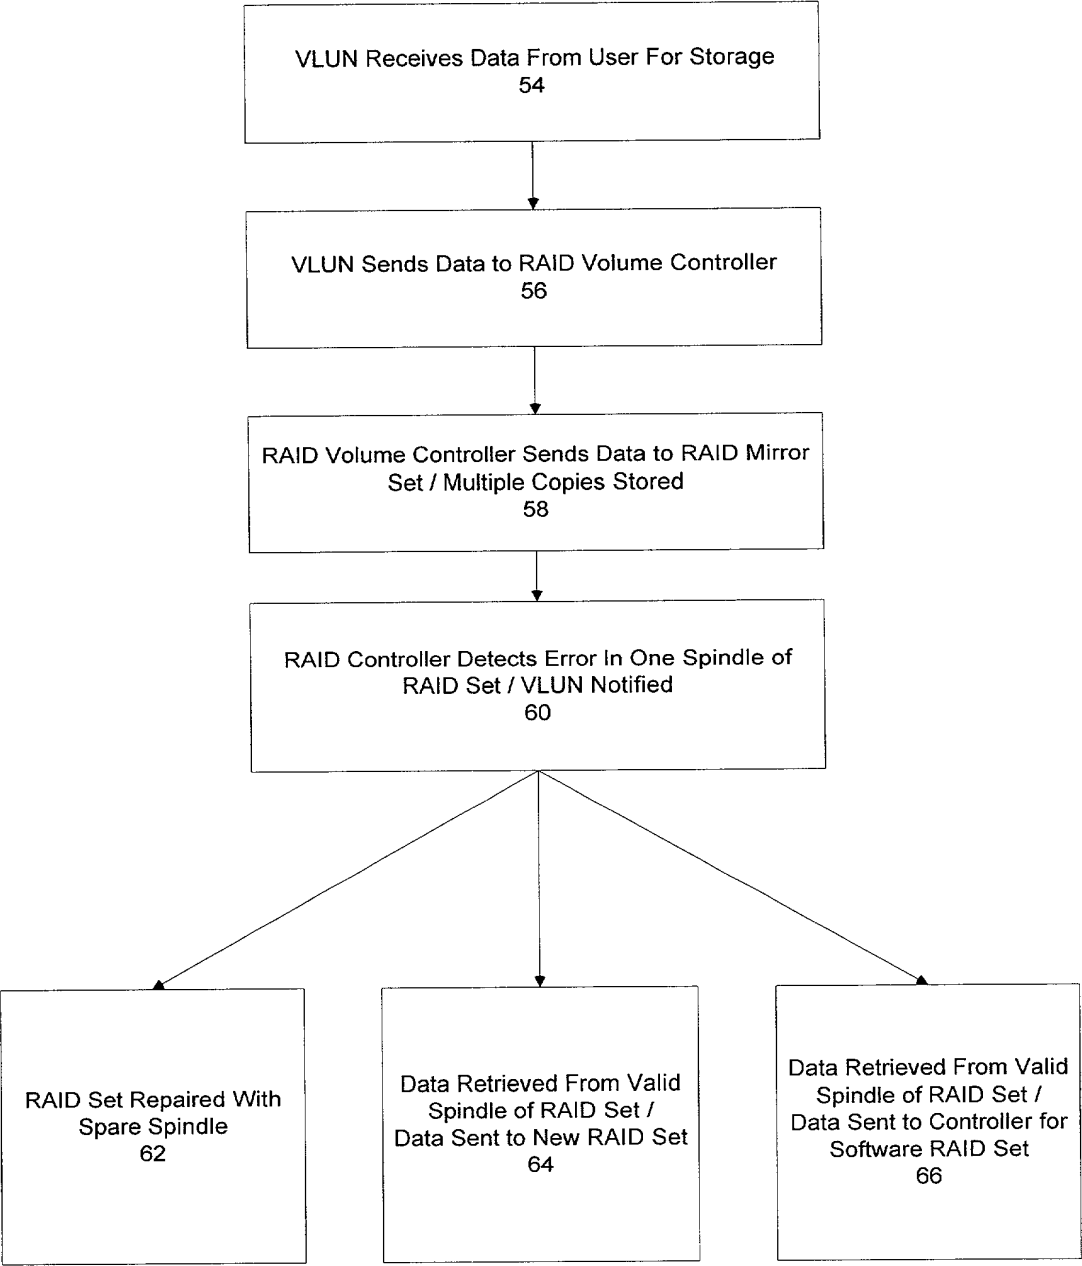 VLUN Receives Data From User For Storage
54
VLUN Sends Data to RAID Volume Controller
56
RAID Volume Controller Sends Data to RAID Mirror
Set / Multiple Copies Stored
58
RAID Controller Detects Error In One Spindle of
RAID Set / VLUN Notified
60
RAID Set Repaired With
Spare Spindle
62
Data Retrieved From Valid
Spindle of RAID Set /
Data Sent to New RAID Set
64
Data Retrieved From Valid
Spindle of RAID Set /
Data Sent to Controller for
Software RAID Set
66